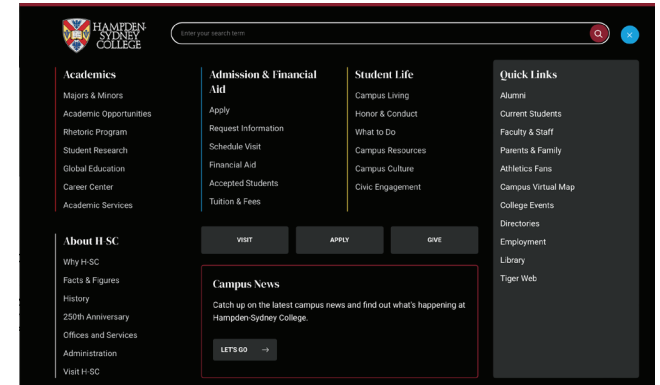 HAMPDEN-
SYDNEY
COLLEGE
Enter your search term
Academics
Majors & Minors
Academic Opportunities
Rhetoric Program
Student Research
Global Education
Career Center
Academic Services
Admission & Financial
Aid
Apply
Request Information
Schedule Visit
Financial Aid
Accepted Students
Tuition & Fees
Student Life
Campus Living
Honor & Conduct
What to Do
Campus Resources
Campus Culture
Civic Engagement
Quick Links
Alumni
Current Students
Faculty & Staff
Parents & Family
Athletics Fans
Campus Virtual Map
College Events
Directories
Employment
Library
Tiger Web
About H-SC
Why H-SC
Facts & Figures
History
250th Anniversary
Offices and Services
Administration
Visit H-SC
VISIT
APPLY
GIVE
Campus News
Catch up on the latest campus news and find out what's happening at
Hampden-Sydney College.
LET'S GO →